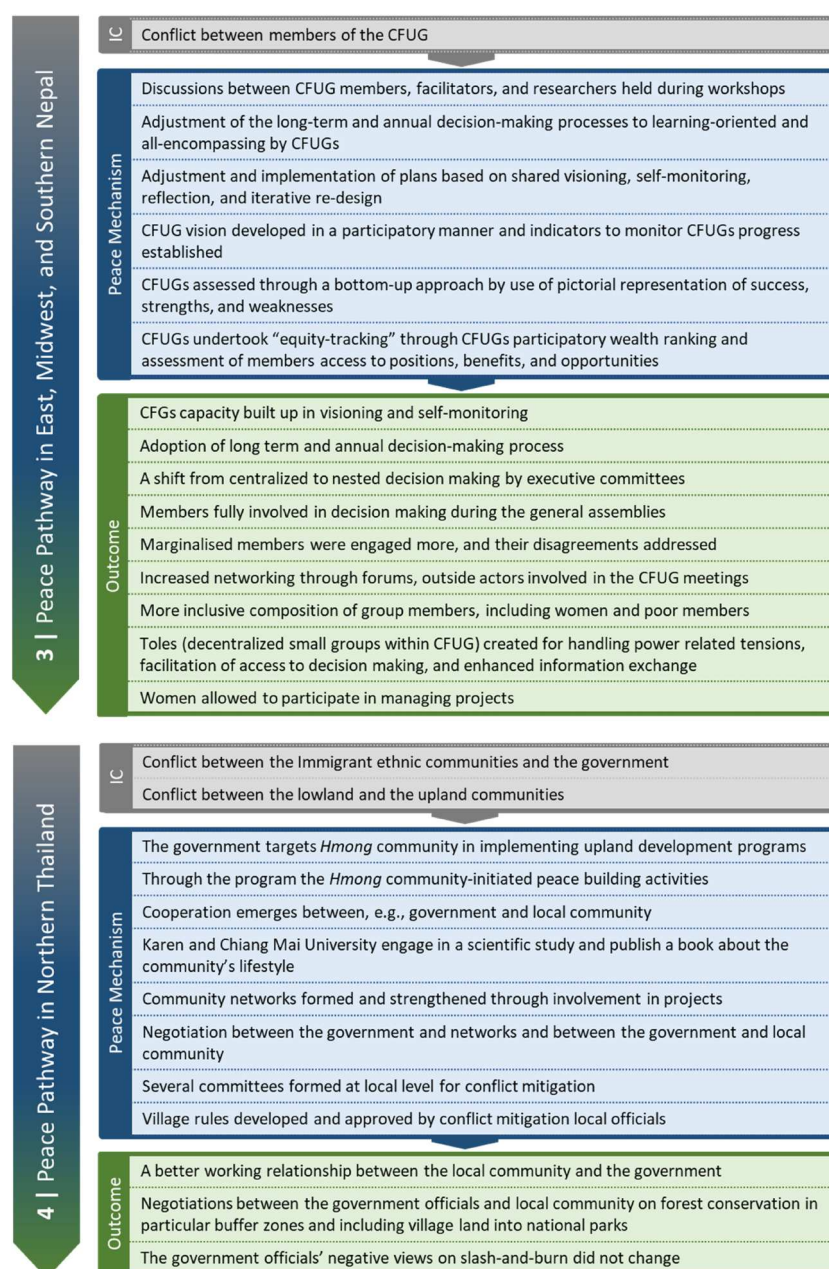 3 | Peace Pathway in East, Midwest, and Southern Nepal
IC
Conflict between members of the CFUG
Peace Mechanism
Discussions between CFUG members, facilitators, and researchers held during workshops
Adjustment of the long-term and annual decision-making processes to learning-oriented and
all-encompassing by CFUGs
Adjustment and implementation of plans based on shared visioning, self-monitoring,
reflection, and iterative re-design
CFUG vision developed in a participatory manner and indicators to monitor CFUGs progress
established
CFUGs assessed through a bottom-up approach by use of pictorial representation of success,
strengths, and weaknesses
CFUGs undertook “equity-tracking” through CFUGs participatory wealth ranking and
assessment of members access to positions, benefits, and opportunities
Outcome
CFGs capacity built up in visioning and self-monitoring
Adoption of long term and annual decision-making process
A shift from centralized to nested decision making by executive committees
Members fully involved in decision making during the general assemblies
Marginalised members were engaged more, and their disagreements addressed
Increased networking through forums, outside actors involved in the CFUG meetings
More inclusive composition of group members, including women and poor members
Toles (decentralized small groups within CFUG) created for handling power related tensions,
facilitation of access to decision making, and enhanced information exchange
Women allowed to participate in managing projects
4 | Peace Pathway in Northern Thailand
IC
Conflict between the Immigrant ethnic communities and the government
Conflict between the lowland and the upland communities
Peace Mechanism
The government targets Hmong community in implementing upland development programs
Through the program the Hmong community-initiated peace building activities
Cooperation emerges between, e.g., government and local community
Karen and Chiang Mai University engage in a scientific study and publish a book about the
community’s lifestyle
Community networks formed and strengthened through involvement in projects
Negotiation between the government and networks and between the government and local
community
Several committees formed at local level for conflict mitigation
Village rules developed and approved by conflict mitigation local officials
Outcome
A better working relationship between the local community and the government
Negotiations between the government officials and local community on forest conservation in
particular buffer zones and including village land into national parks
The government officials’ negative views on slash-and-burn did not change